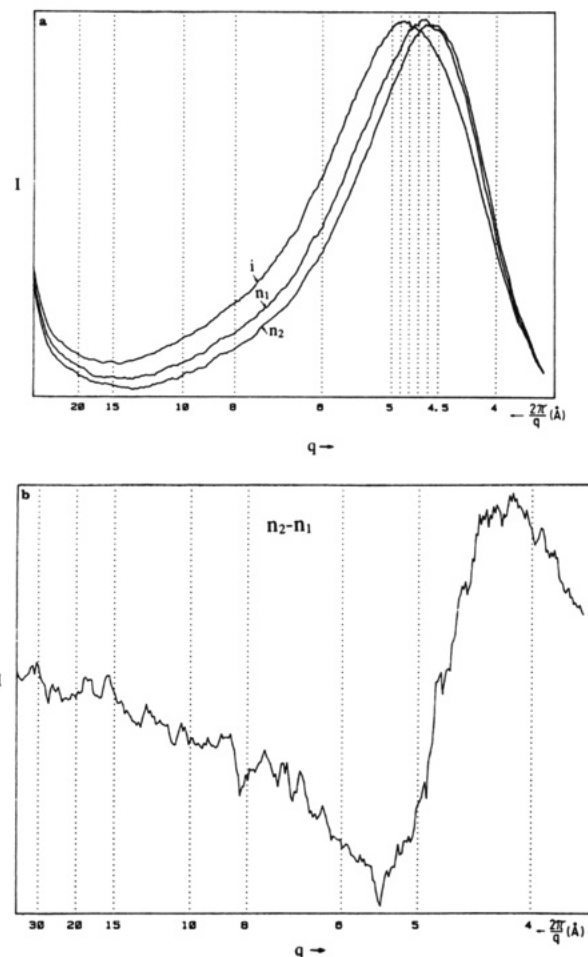 a
I
i
n₁
n₂
20 15 10 8 6 5 4.5 4 ← 2π/q (Å)
q →
b
n₂-n₁
30 20 15 10 8 6 5 4 ← 2π/q (Å)
q →